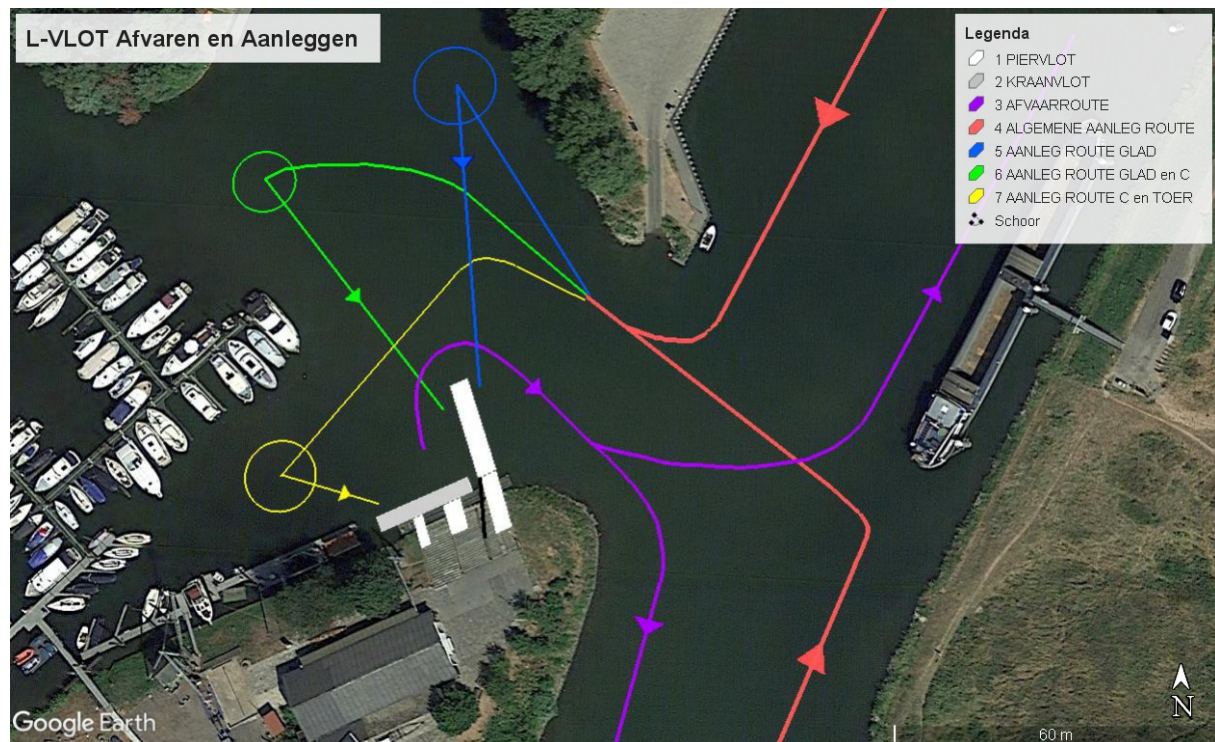 L-VLOT Afvaren en Aanleggen
Legenda
1 PIERVLOT
2 KRAANVLOT
3 AFVAARROUTE
4 ALGEMENE AANLEG ROUTE
5 AANLEG ROUTE GLAD
6 AANLEG ROUTE GLAD en C
7 AANLEG ROUTE C en TOER
Schoor
Google Earth
N
60 m